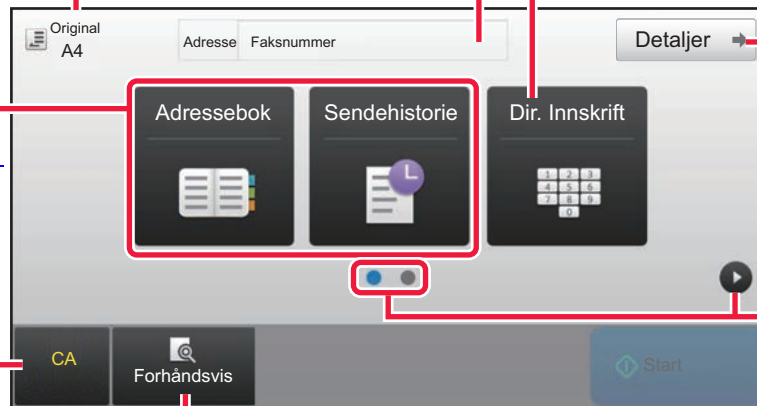 Original
A4
Adresse Faksnummer
Detaljer
Adressebok
Sendehistorie
Dir. Innskrift
1 2 3
4 5 6
7 8 9
0
CA
Forhåndsvis
Start